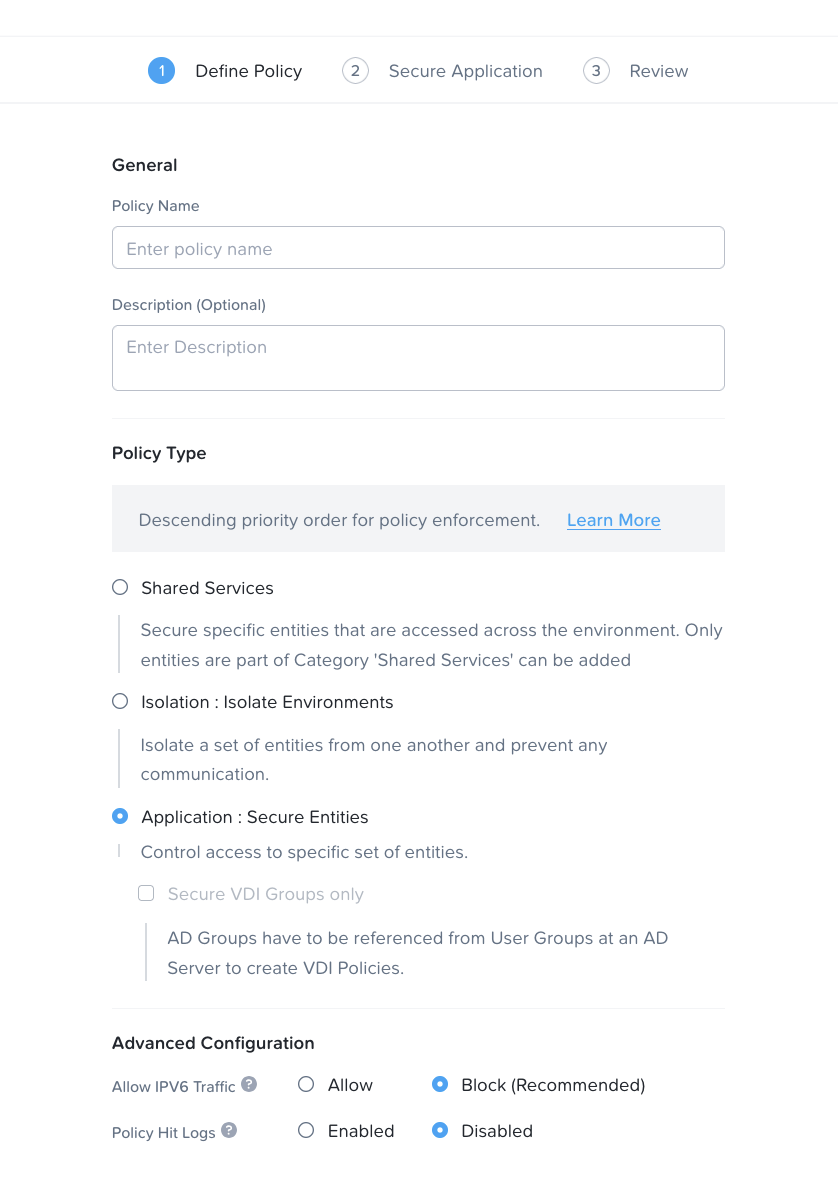 1 Define Policy 2 Secure Application 3 Review
General
Policy Name
Enter policy name
Description (Optional)
Enter Description
Policy Type
Descending priority order for policy enforcement. Learn More
Shared Services
Secure specific entities that are accessed across the environment. Only
entities are part of Category 'Shared Services' can be added
Isolation : Isolate Environments
Isolate a set of entities from one another and prevent any
communication.
Application : Secure Entities
Control access to specific set of entities.
Secure VDI Groups only
AD Groups have to be referenced from User Groups at an AD
Server to create VDI Policies.
Advanced Configuration
Allow IPV6 Traffic ? Allow Block (Recommended)
Policy Hit Logs ? Enabled Disabled